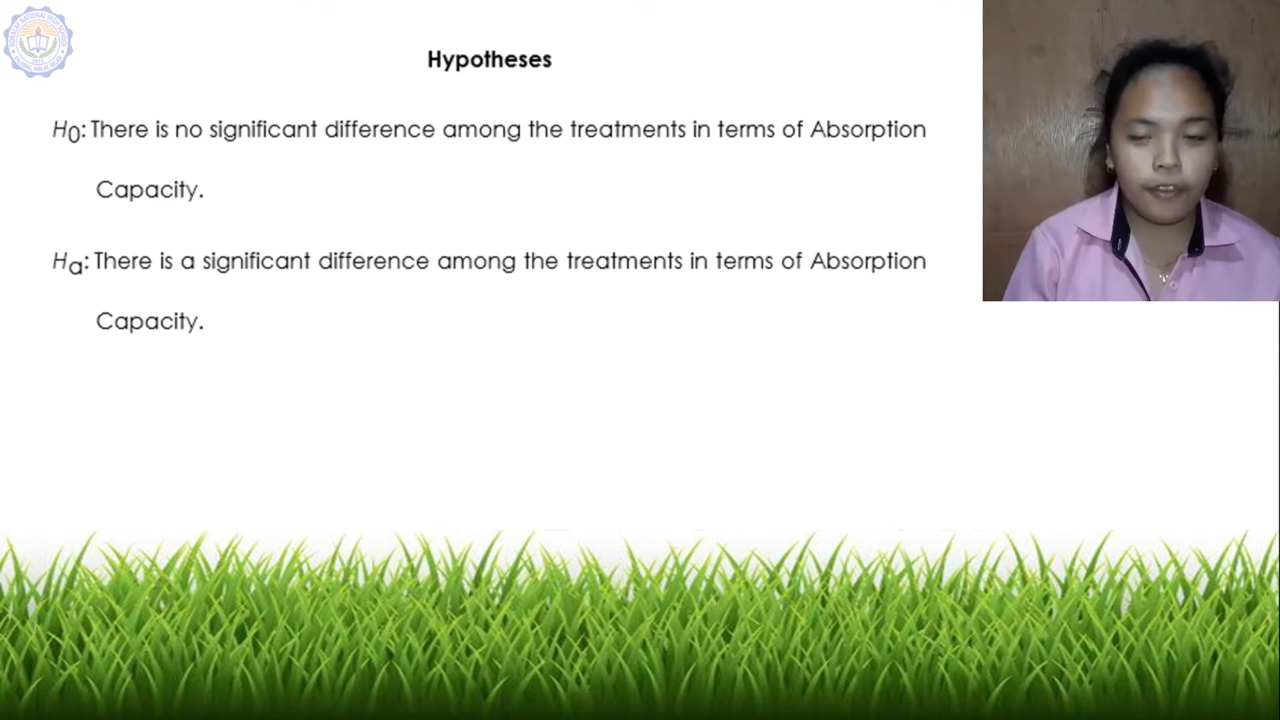 Hypotheses
H0: There is no significant difference among the treatments in terms of Absorption
Capacity.
Ha: There is a significant difference among the treatments in terms of Absorption
Capacity.